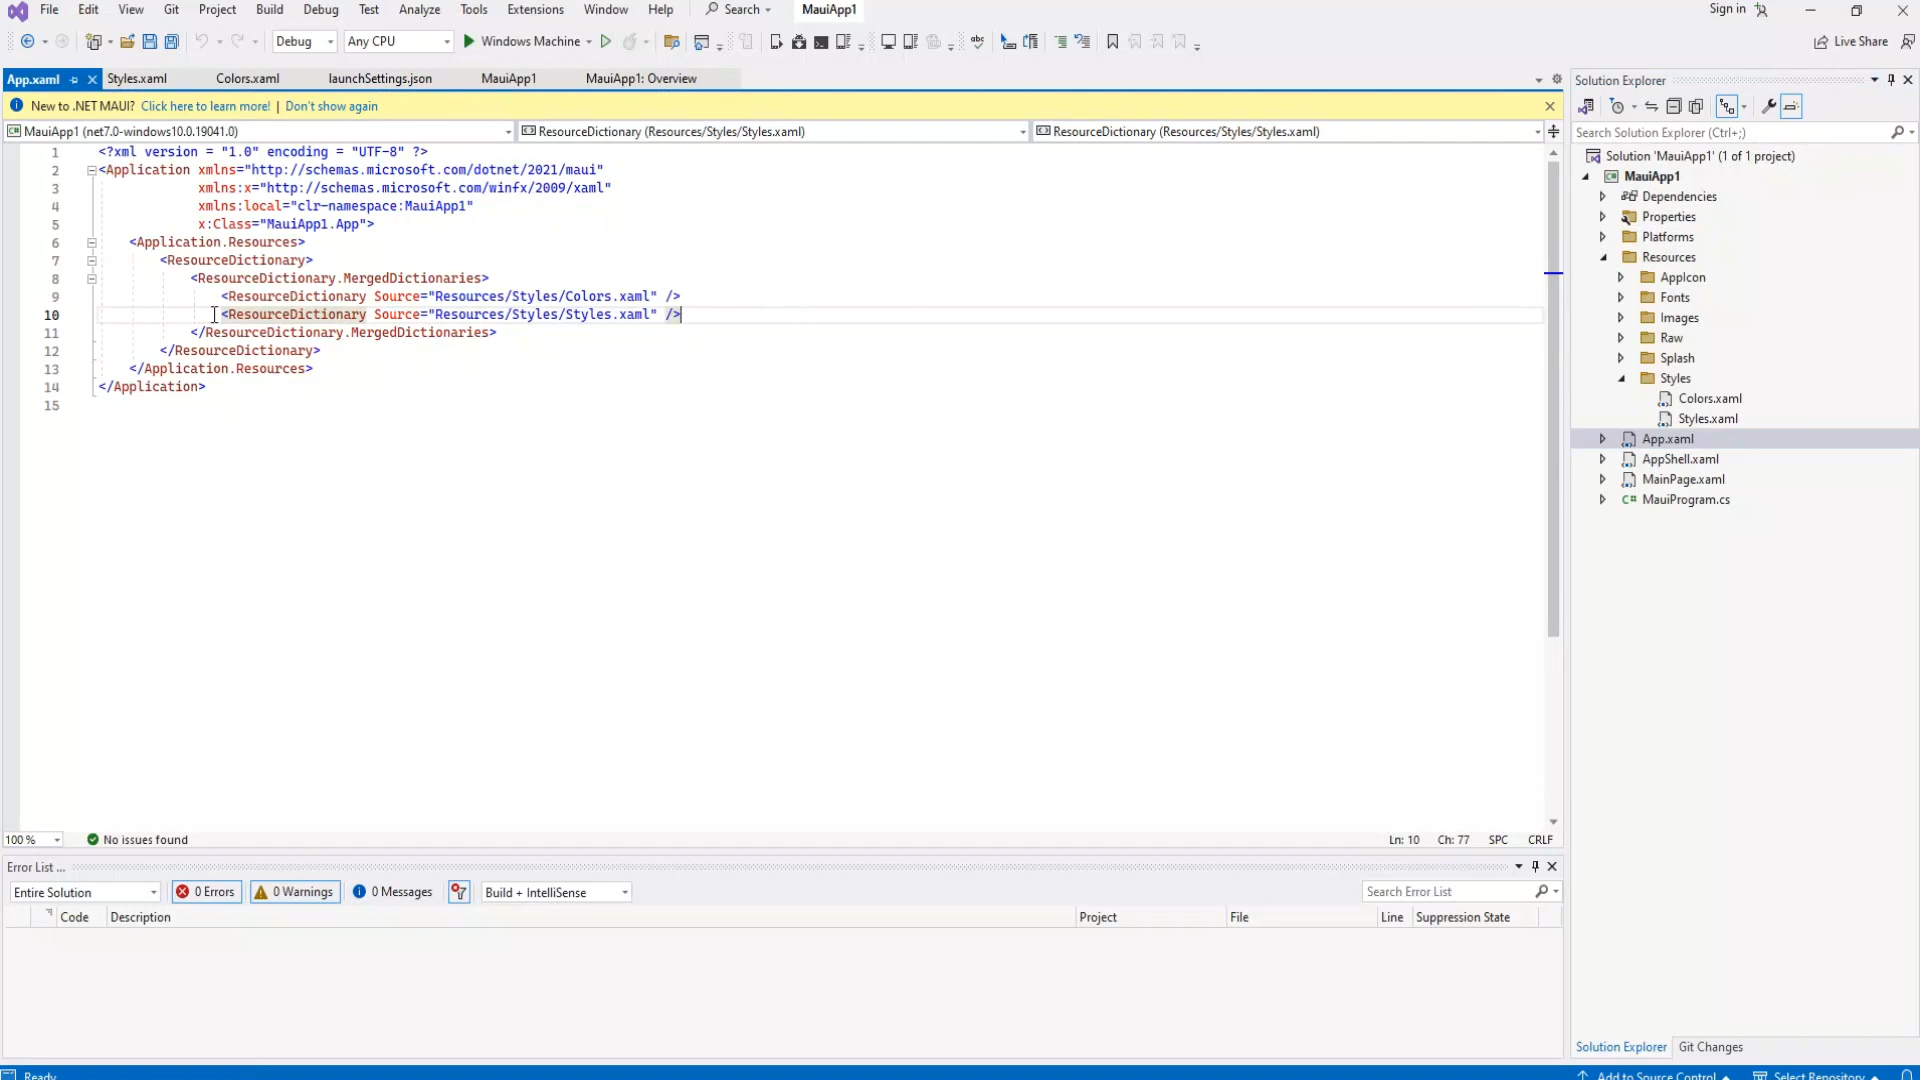 File Edit View Git Project Build Debug Test Analyze Tools Extensions Window Help Search MauiApp1 Sign in
Debug Any CPU Windows Machine Live Share
App.xaml Styles.xaml Colors.xaml launchSettings.json MauiApp1 MauiApp1: Overview
New to .NET MAUI? Click here to learn more! Don't show again
MauiApp1 (net7.0-windows10.0.19041.0) ResourceDictionary (Resources/Styles/Styles.xaml) ResourceDictionary (Resources/Styles/Styles.xaml)
1 <?xml version = "1.0" encoding = "UTF-8" ?>
2 <Application xmlns="http://schemas.microsoft.com/dotnet/2021/maui"
3 xmlns:x="http://schemas.microsoft.com/winfx/2009/xaml"
4 xmlns:local="clr-namespace:MauiApp1"
5 x:Class="MauiApp1.App">
6 <Application.Resources>
7 <ResourceDictionary>
8 <ResourceDictionary.MergedDictionaries>
9 <ResourceDictionary Source="Resources/Styles/Colors.xaml" />
10 <ResourceDictionary Source="Resources/Styles/Styles.xaml" />
11 </ResourceDictionary.MergedDictionaries>
12 </ResourceDictionary>
13 </Application.Resources>
14 </Application>
15
100 % No issues found Ln: 10 Ch: 77 SPC CRLF
Error List ...
Entire Solution 0 Errors 0 Warnings 0 Messages Build + IntelliSense Search Error List
Code Description Project File Line Suppression State
Solution Explorer
Search Solution Explorer (Ctrl+;)
Solution 'MauiApp1' (1 of 1 project)
MauiApp1
Dependencies
Properties
Platforms
Resources
AppIcon
Fonts
Images
Raw
Splash
Styles
Colors.xaml
Styles.xaml
App.xaml
AppShell.xaml
MainPage.xaml
C# MauiProgram.cs
Solution Explorer Git Changes
Ready Add to Source Control Select Repository